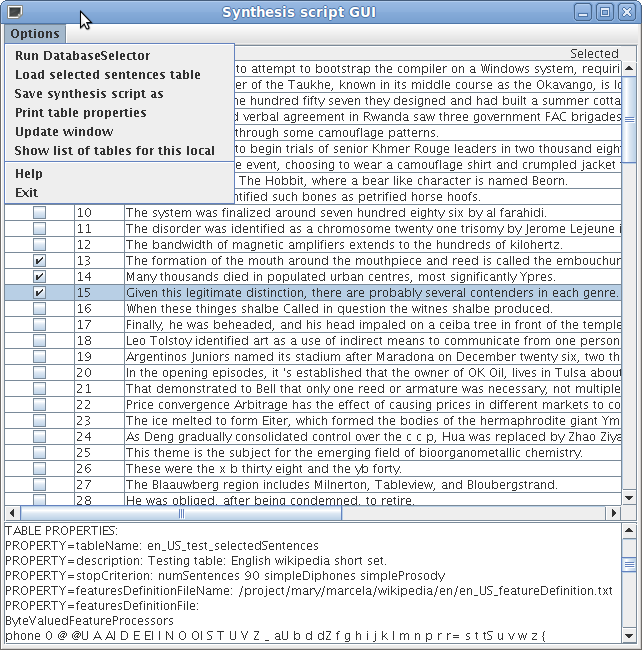 Synthesis script GUI
Options
Selected
Run DatabaseSelector
Load selected sentences table
Save synthesis script as
Print table properties
Update window
Show list of tables for this local
Help
Exit
to attempt to bootstrap the compiler on a Windows system, requiri
er of the Taukhe, known in its middle course as the Okavango, is lo
ne hundred fifty seven they designed and had built a summer cotta
d verbal agreement in Rwanda saw three government FAC brigades
through some camouflage patterns.
to begin trials of senior Khmer Rouge leaders in two thousand eigh
e event, choosing to wear a camouflage shirt and crumpled jacket
The Hobbit, where a bear like character is named Beorn.
ntified such bones as petrified horse hoofs.
10 The system was finalized around seven hundred eighty six by al farahidi.
11 The disorder was identified as a chromosome twenty one trisomy by Jerome Lejeune i
12 The bandwidth of magnetic amplifiers extends to the hundreds of kilohertz.
13 The formation of the mouth around the mouthpiece and reed is called the embouchur
14 Many thousands died in populated urban centres, most significantly Ypres.
15 Given this legitimate distinction, there are probably several contenders in each genre.
16 When these thinges shalbe Called in question the witnes shalbe produced.
17 Finally, he was beheaded, and his head impaled on a ceiba tree in front of the temple
18 Leo Tolstoy identified art as a use of indirect means to communicate from one person
19 Argentinos Juniors named its stadium after Maradona on December twenty six, two th
20 In the opening episodes, it 's established that the owner of OK Oil, lives in Tulsa about
21 That demonstrated to Bell that only one reed or armature was necessary, not multiple
22 Price convergence Arbitrage has the effect of causing prices in different markets to co
23 The ice melted to form Eiter, which formed the bodies of the hermaphrodite giant Ym
24 As Deng gradually consolidated control over the c c p, Hua was replaced by Zhao Ziya
25 This theme is the subject for the emerging field of bioorganometallic chemistry.
26 These were the x b thirty eight and the yb forty.
27 The Blaauwberg region includes Milnerton, Tableview, and Bloubergstrand.
28 He was obliged, after being condemned, to retire.
TABLE PROPERTIES:
PROPERTY=tableName: en_US_test_selectedSentences
PROPERTY=description: Testing table: English wikipedia short set.
PROPERTY=stopCriterion: numSentences 90 simpleDiphones simpleProsody
PROPERTY=featuresDefinitionFileName: /project/mary/marcela/wikipedia/en/en_US_featureDefinition.txt
PROPERTY=featuresDefinitionFile:
ByteValuedFeatureProcessors
phone 0 @ @U A AI D E EI I N O OI S T U V Z _ aU b d dZ f g h i j k l m n p r r= s t tS u v w z {